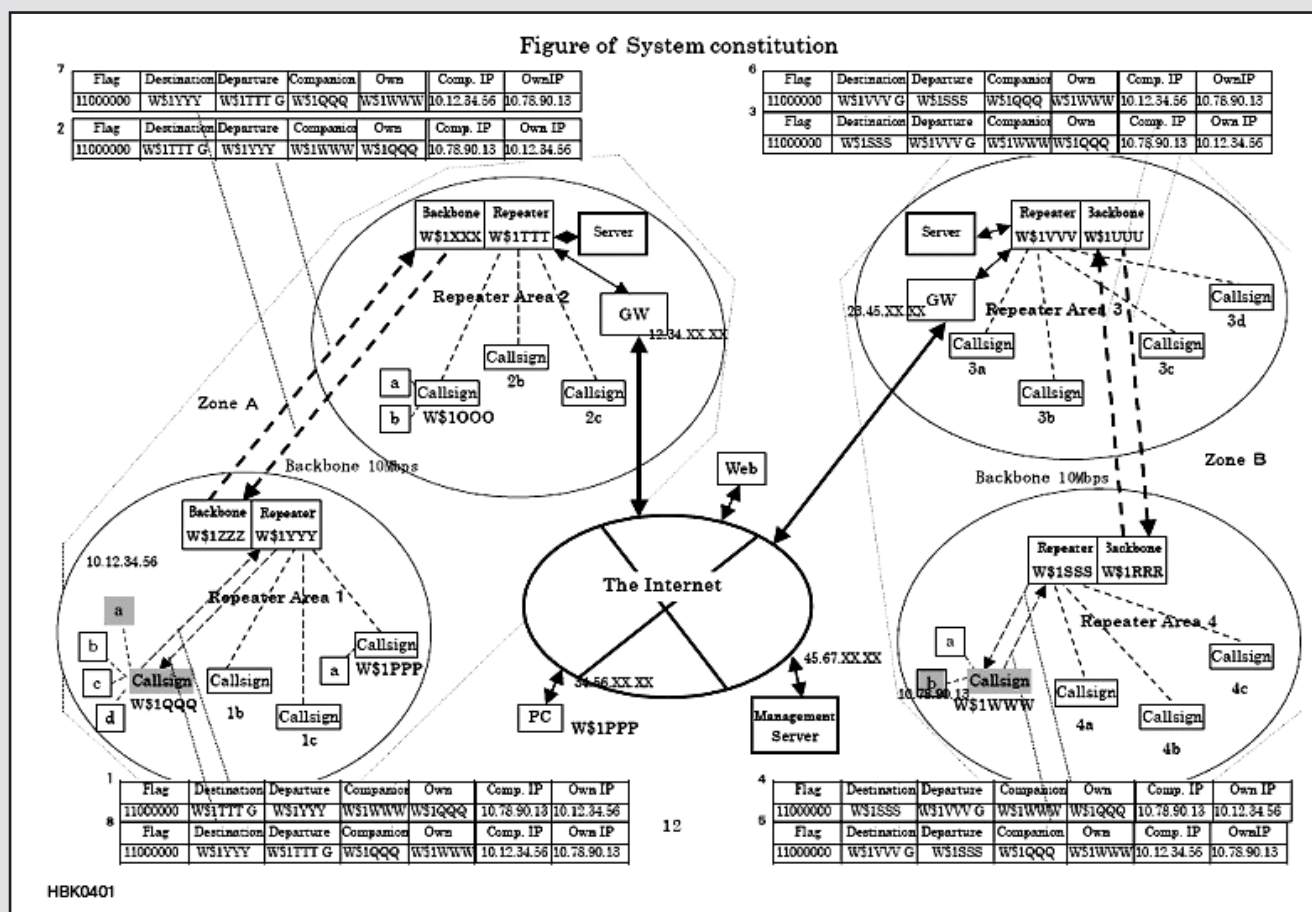 Figure of System constitution
7
Flag Destination Departure Companion Own Comp. IP OwnIP
11000000 W$1YYY W$1TTT G W$1QQQ W$1WWW 10.12.34.56 10.78.90.13
2
Flag Destination Departure Companion Own Comp. IP Own IP
11000000 W$1TTT G W$1YYY W$1WWW W$1QQQ 10.78.90.13 10.12.34.56
6
Flag Destination Departure Companion Own Comp. IP OwnIP
11000000 W$1VVV G W$1SSS W$1QQQ W$1WWW 10.12.34.56 10.78.90.13
3
Flag Destination Departure Companion Own Comp. IP Own IP
11000000 W$1SSS W$1VVV G W$1WWW W$1QQQ 10.78.90.13 10.12.34.56
Backbone Repeater
W$1XXX W$1TTT
Server
Repeater Area 2
GW
12.34.XX.XX
Callsign
2b
a
b
Callsign
W$1OOO
Callsign
2c
Zone A
Backbone 10Mbps
Server
Repeater Backbone
W$1VVV W$1UUU
GW
23.45.XX.XX
Repeater Area 3
Callsign
3d
Callsign
3a
Callsign
3c
Callsign
3b
Zone B
Backbone 10Mbps
Web
The Internet
Backbone Repeater
W$1ZZZ W$1YYY
10.12.34.56
Repeater Area 1
a
b
c
d
Callsign
W$1QQQ
Callsign
1b
Callsign
1c
Callsign
a
W$1PPP
34.56.XX.XX
PC
W$1PPP
45.67.XX.XX
Management
Server
Repeater Backbone
W$1SSS W$1RRR
Repeater Area 4
a
b
10.78.90.13
Callsign
W$1WWW
Callsign
4a
Callsign
4b
Callsign
4c
1
Flag Destination Departure Companion Own Comp. IP Own IP
11000000 W$1TTT G W$1YYY W$1WWW W$1QQQ 10.78.90.13 10.12.34.56
8
Flag Destination Departure Companion Own Comp. IP Own IP
11000000 W$1YYY W$1TTT G W$1QQQ W$1WWW 10.12.34.56 10.78.90.13
12
4
Flag Destination Departure Companion Own Comp. IP Own IP
11000000 W$1SSS W$1VVV G W$1WWW W$1QQQ 10.78.90.13 10.12.34.56
5
Flag Destination Departure Companion Own Comp. IP OwnIP
11000000 W$1VVV G W$1SSS W$1QQQ W$1WWW 10.12.34.56 10.78.90.13
HBK0401